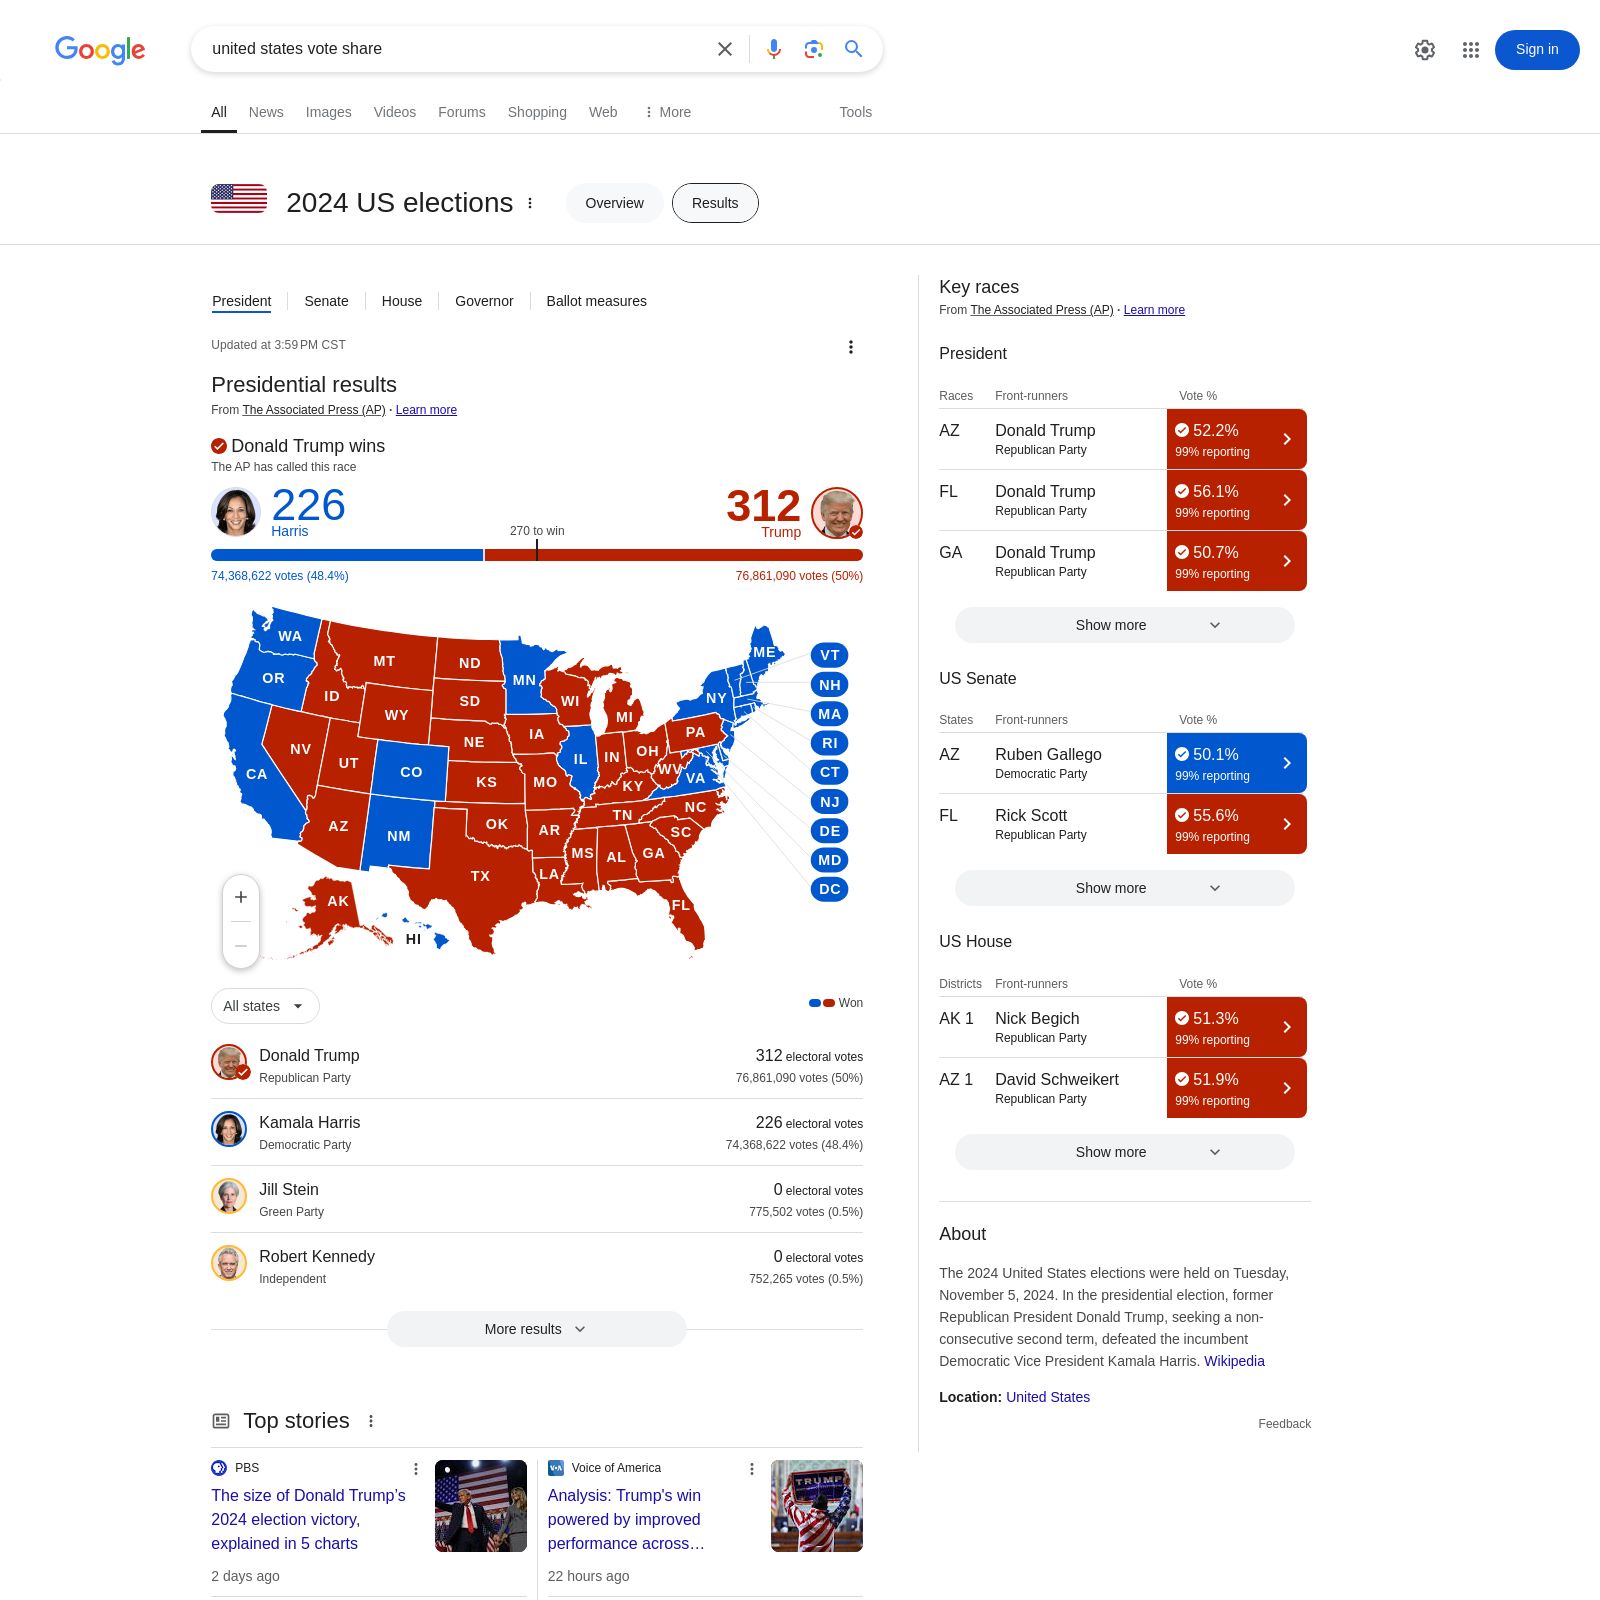 Google
united states vote share
Sign in
All News Images Videos Forums Shopping Web More Tools
2024 US elections Overview Results
President Senate House Governor Ballot measures
Updated at 3:59 PM CST
Presidential results
From The Associated Press (AP) · Learn more
Donald Trump wins
The AP has called this race
226 312
Harris 270 to win Trump
74,368,622 votes (48.4%) 76,861,090 votes (50%)
WA
MT
ND
MN
ME
VT
OR
ID
SD
WI
NY
NH
WY
MI
MA
NV
NE
IA
PA
RI
CA
UT
CO
IL
IN
OH
CT
KS
MO
WV
VA
KY
NJ
AZ
NM
OK
AR
TN
NC
DE
SC
MS
AL
GA
MD
TX
LA
DC
AK
FL
HI
All states Won
Donald Trump 312 electoral votes
Republican Party 76,861,090 votes (50%)
Kamala Harris 226 electoral votes
Democratic Party 74,368,622 votes (48.4%)
Jill Stein 0 electoral votes
Green Party 775,502 votes (0.5%)
Robert Kennedy 0 electoral votes
Independent 752,265 votes (0.5%)
More results
Top stories
PBS
The size of Donald Trump's
2024 election victory,
explained in 5 charts
2 days ago
VOA Voice of America
Analysis: Trump's win
powered by improved
performance across…
22 hours ago
TRUMP
Key races
From The Associated Press (AP) · Learn more
President
Races Front-runners Vote %
AZ Donald Trump 52.2%
Republican Party 99% reporting
FL Donald Trump 56.1%
Republican Party 99% reporting
GA Donald Trump 50.7%
Republican Party 99% reporting
Show more
US Senate
States Front-runners Vote %
AZ Ruben Gallego 50.1%
Democratic Party 99% reporting
FL Rick Scott 55.6%
Republican Party 99% reporting
Show more
US House
Districts Front-runners Vote %
AK 1 Nick Begich 51.3%
Republican Party 99% reporting
AZ 1 David Schweikert 51.9%
Republican Party 99% reporting
Show more
About
The 2024 United States elections were held on Tuesday,
November 5, 2024. In the presidential election, former
Republican President Donald Trump, seeking a non-
consecutive second term, defeated the incumbent
Democratic Vice President Kamala Harris. Wikipedia
Location: United States
Feedback